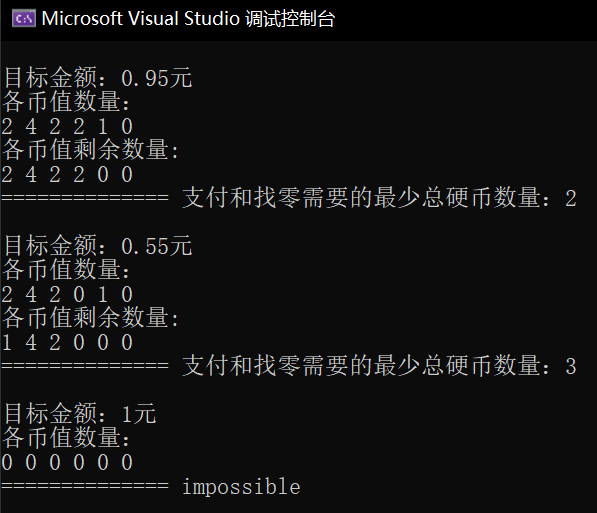 Microsoft Visual Studio 调试控制台
目标金额：0.95元
各币值数量：
2 4 2 2 1 0
各币值剩余数量：
2 4 2 2 0 0
============== 支付和找零需要的最少总硬币数量：2
目标金额：0.55元
各币值数量：
2 4 2 0 1 0
各币值剩余数量：
1 4 2 0 0 0
============== 支付和找零需要的最少总硬币数量：3
目标金额：1元
各币值数量：
0 0 0 0 0 0
============== impossible